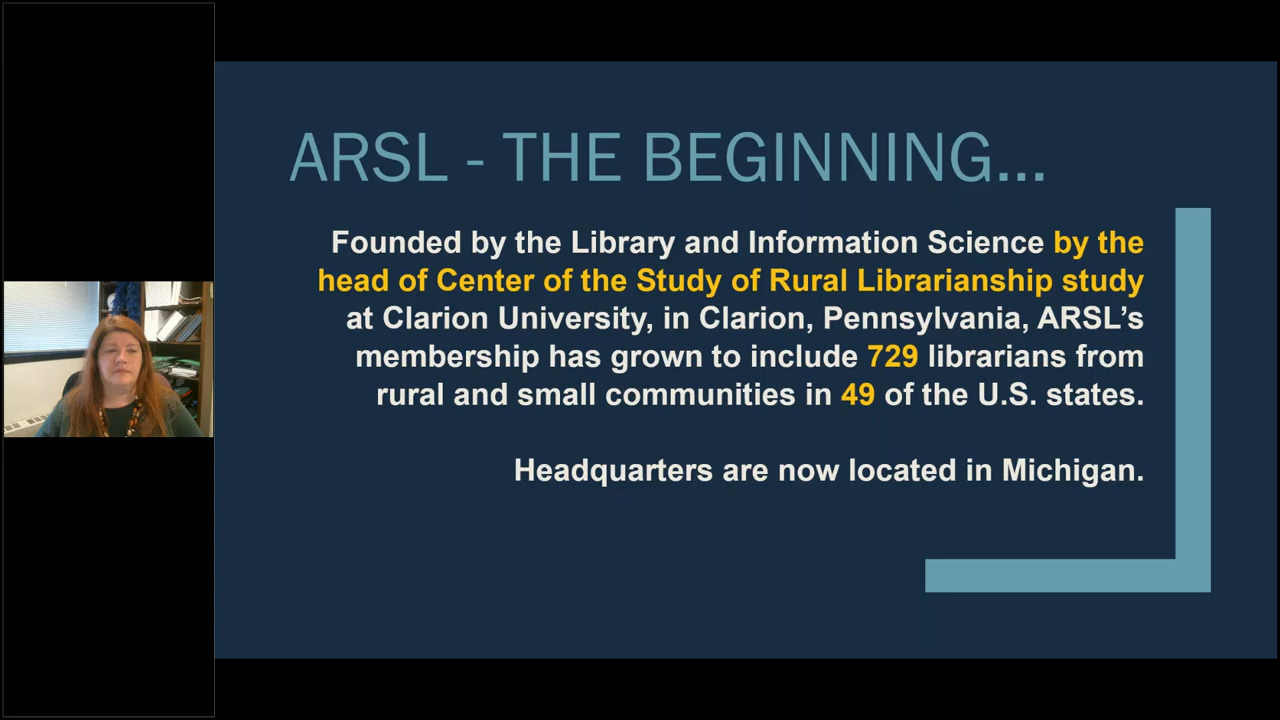 ARSL - THE BEGINNING...
Founded by the Library and Information Science by the
head of Center of the Study of Rural Librarianship study
at Clarion University, in Clarion, Pennsylvania, ARSL’s
membership has grown to include 729 librarians from
rural and small communities in 49 of the U.S. states.
Headquarters are now located in Michigan.